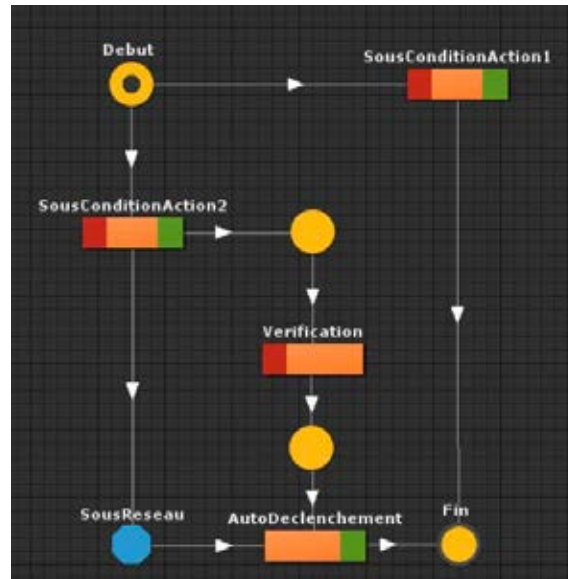 Debut
SousConditionAction1
SousConditionAction2
Verification
SousReseau
AutoDeclenchement
Fin